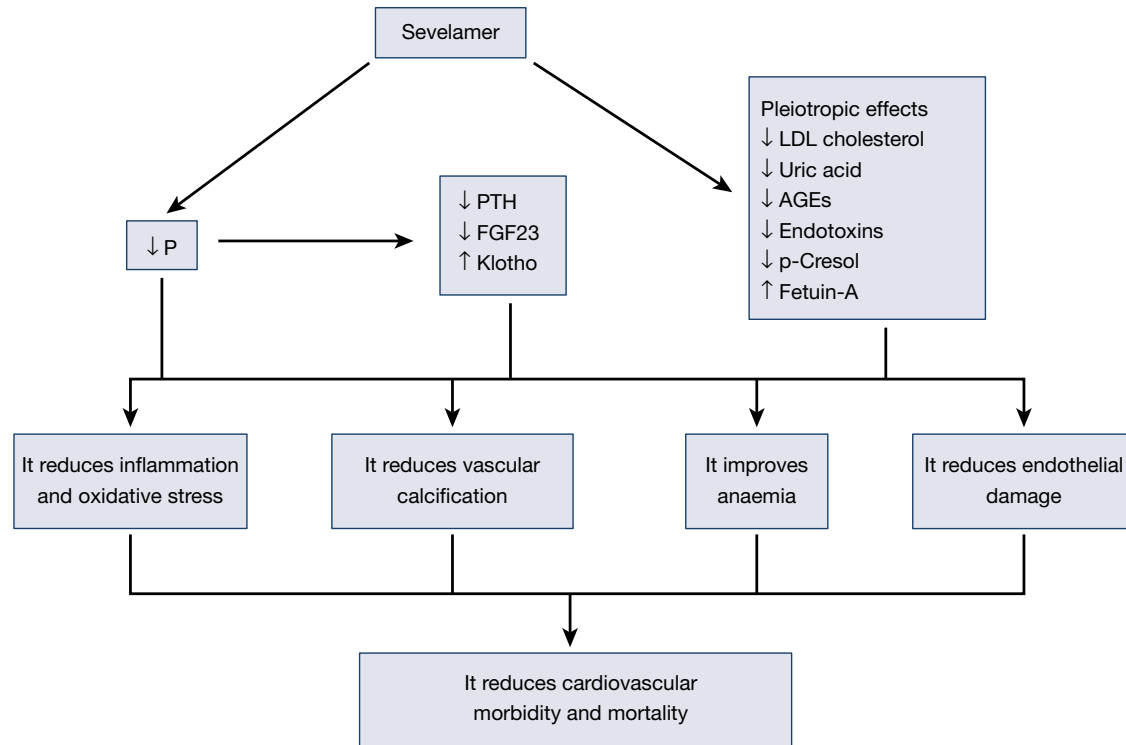 Sevelamer
Pleiotropic effects
↓ LDL cholesterol
↓ Uric acid
↓ AGEs
↓ Endotoxins
↓ p-Cresol
↑ Fetuin-A
↓ PTH
↓ FGF23
↑ Klotho
↓ P
It reduces inflammation
and oxidative stress
It reduces vascular
calcification
It improves
anaemia
It reduces endothelial
damage
It reduces cardiovascular
morbidity and mortality